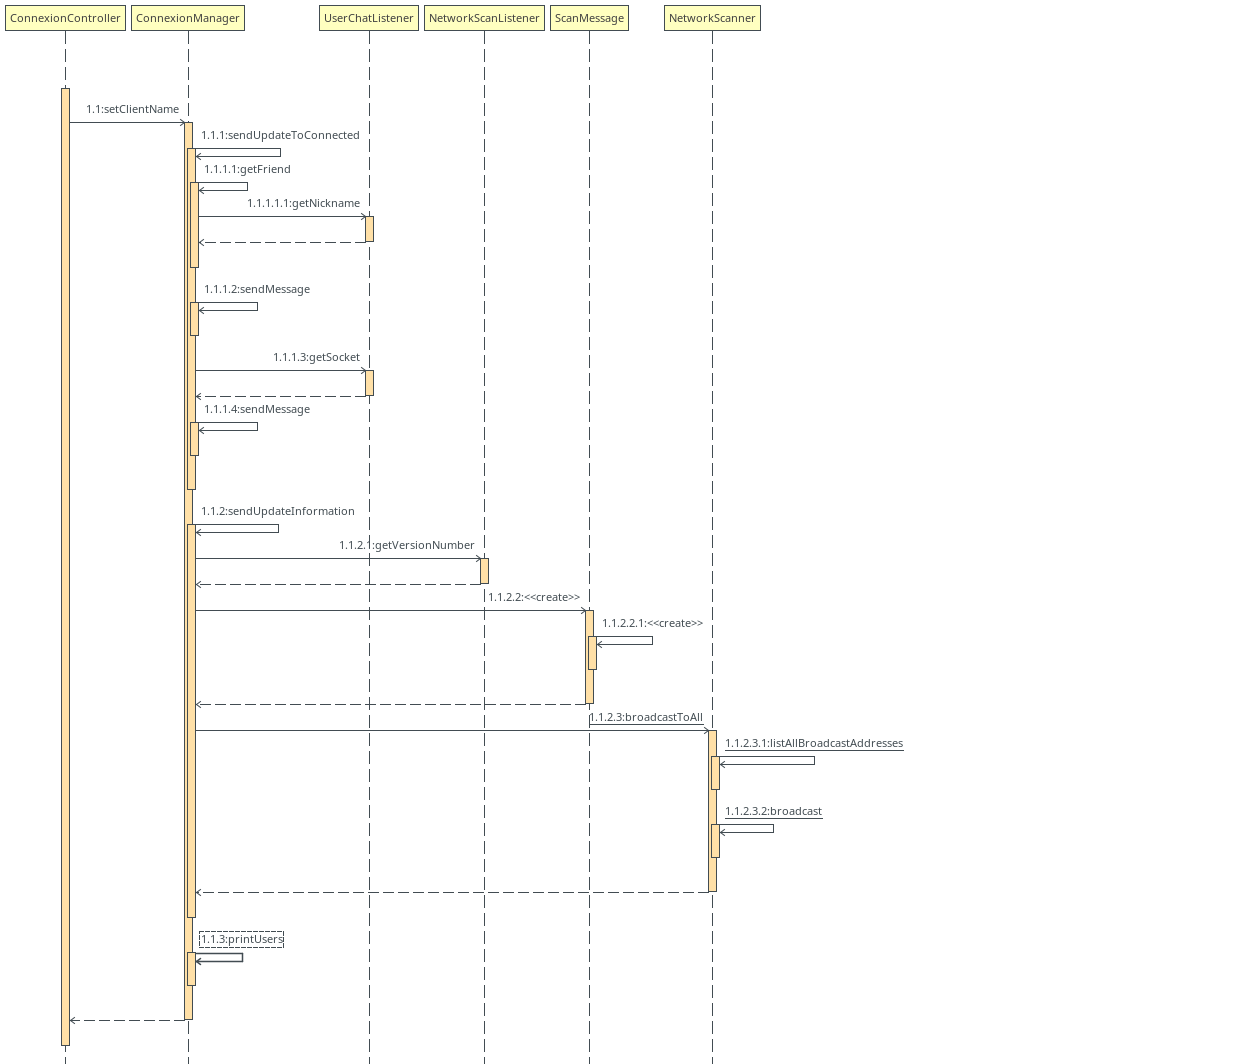 ConnexionController
ConnexionManager
UserChatListener
NetworkScanListener
ScanMessage
NetworkScanner
1.1:setClientName
1.1.1:sendUpdateToConnected
1.1.1.1:getFriend
1.1.1.1.1:getNickname
1.1.1.2:sendMessage
1.1.1.3:getSocket
1.1.1.4:sendMessage
1.1.2:sendUpdateInformation
1.1.2.1:getVersionNumber
1.1.2.2:<<create>>
1.1.2.2.1:<<create>>
1.1.2.3:broadcastToAll
1.1.2.3.1:listAllBroadcastAddresses
1.1.2.3.2:broadcast
1.1.3:printUsers